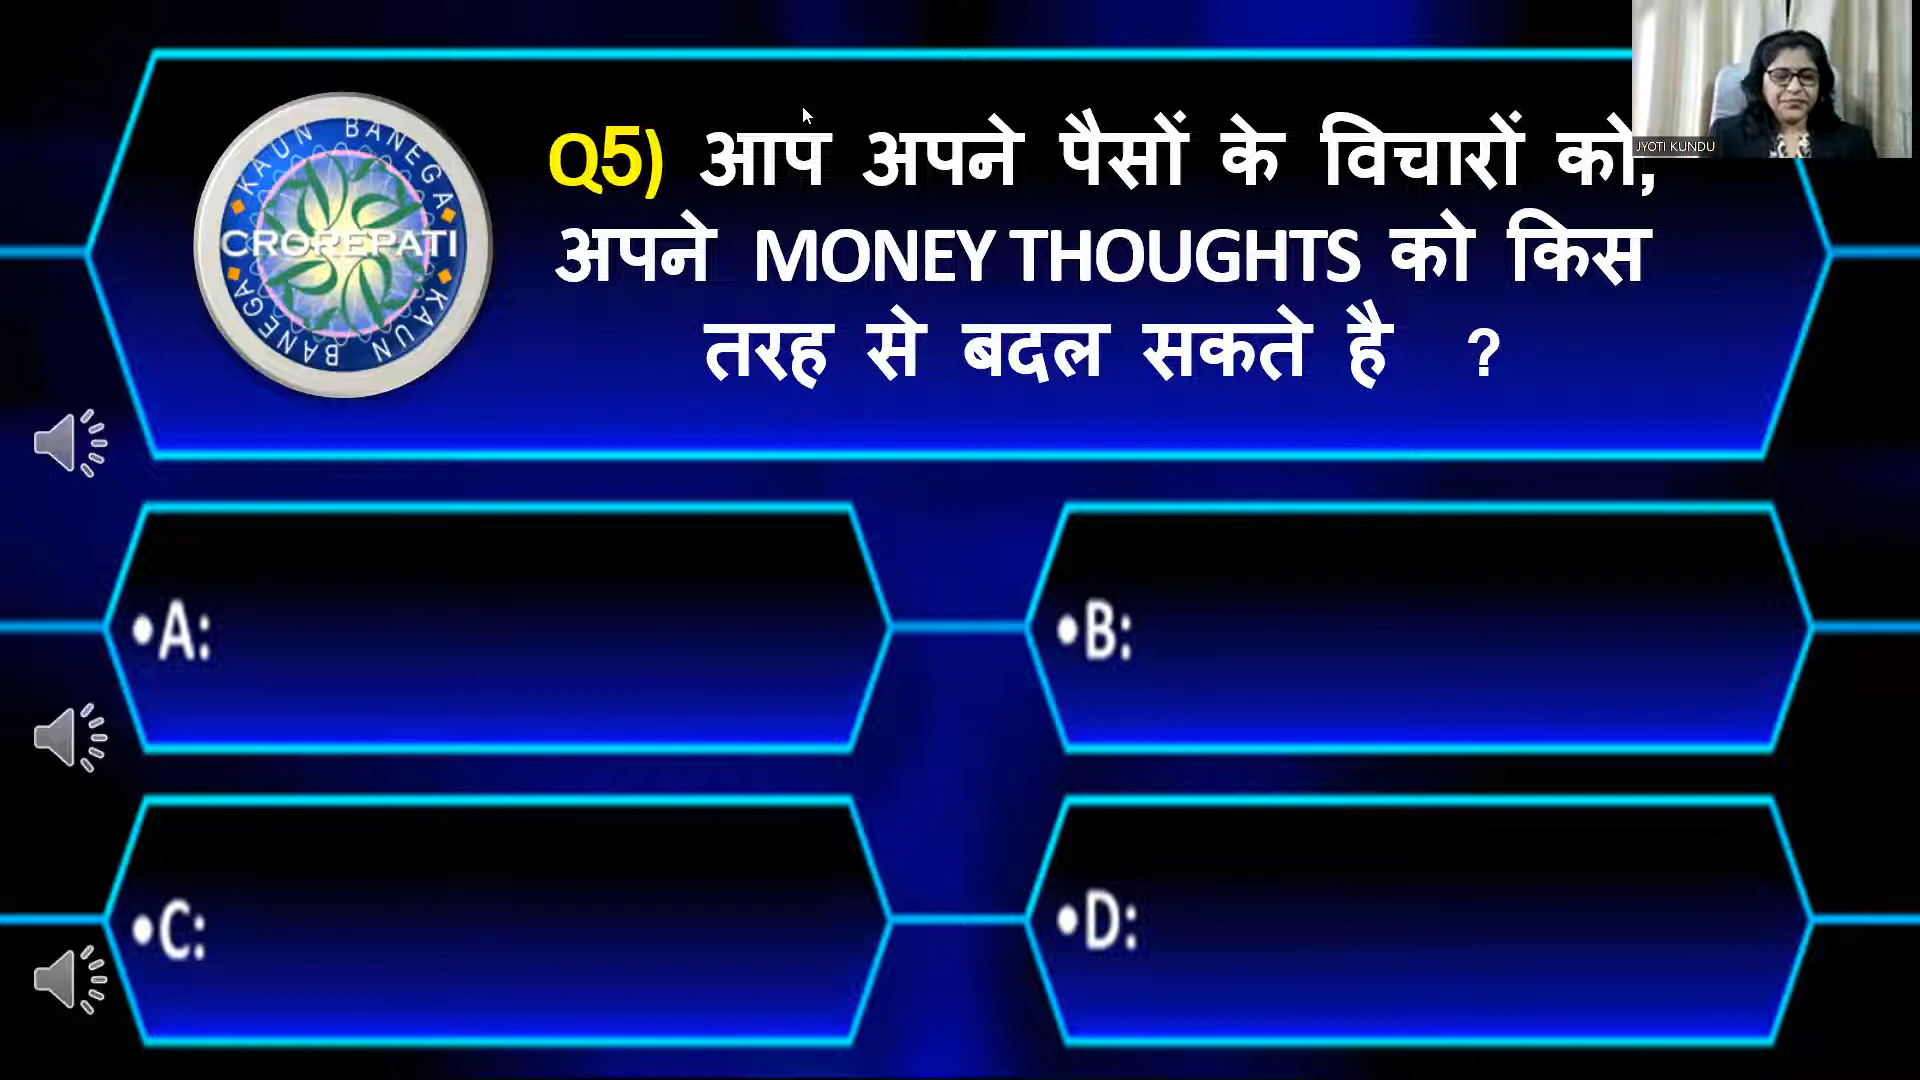 KAUN BANEGA
CROREPATI
KAUN BANEGA
Q5) आप अपने पैसों के विचारों को,
अपने MONEY THOUGHTS को किस
तरह से बदल सकते है ?
JYOTI KUNDU
•A:
•B:
•C:
•D: